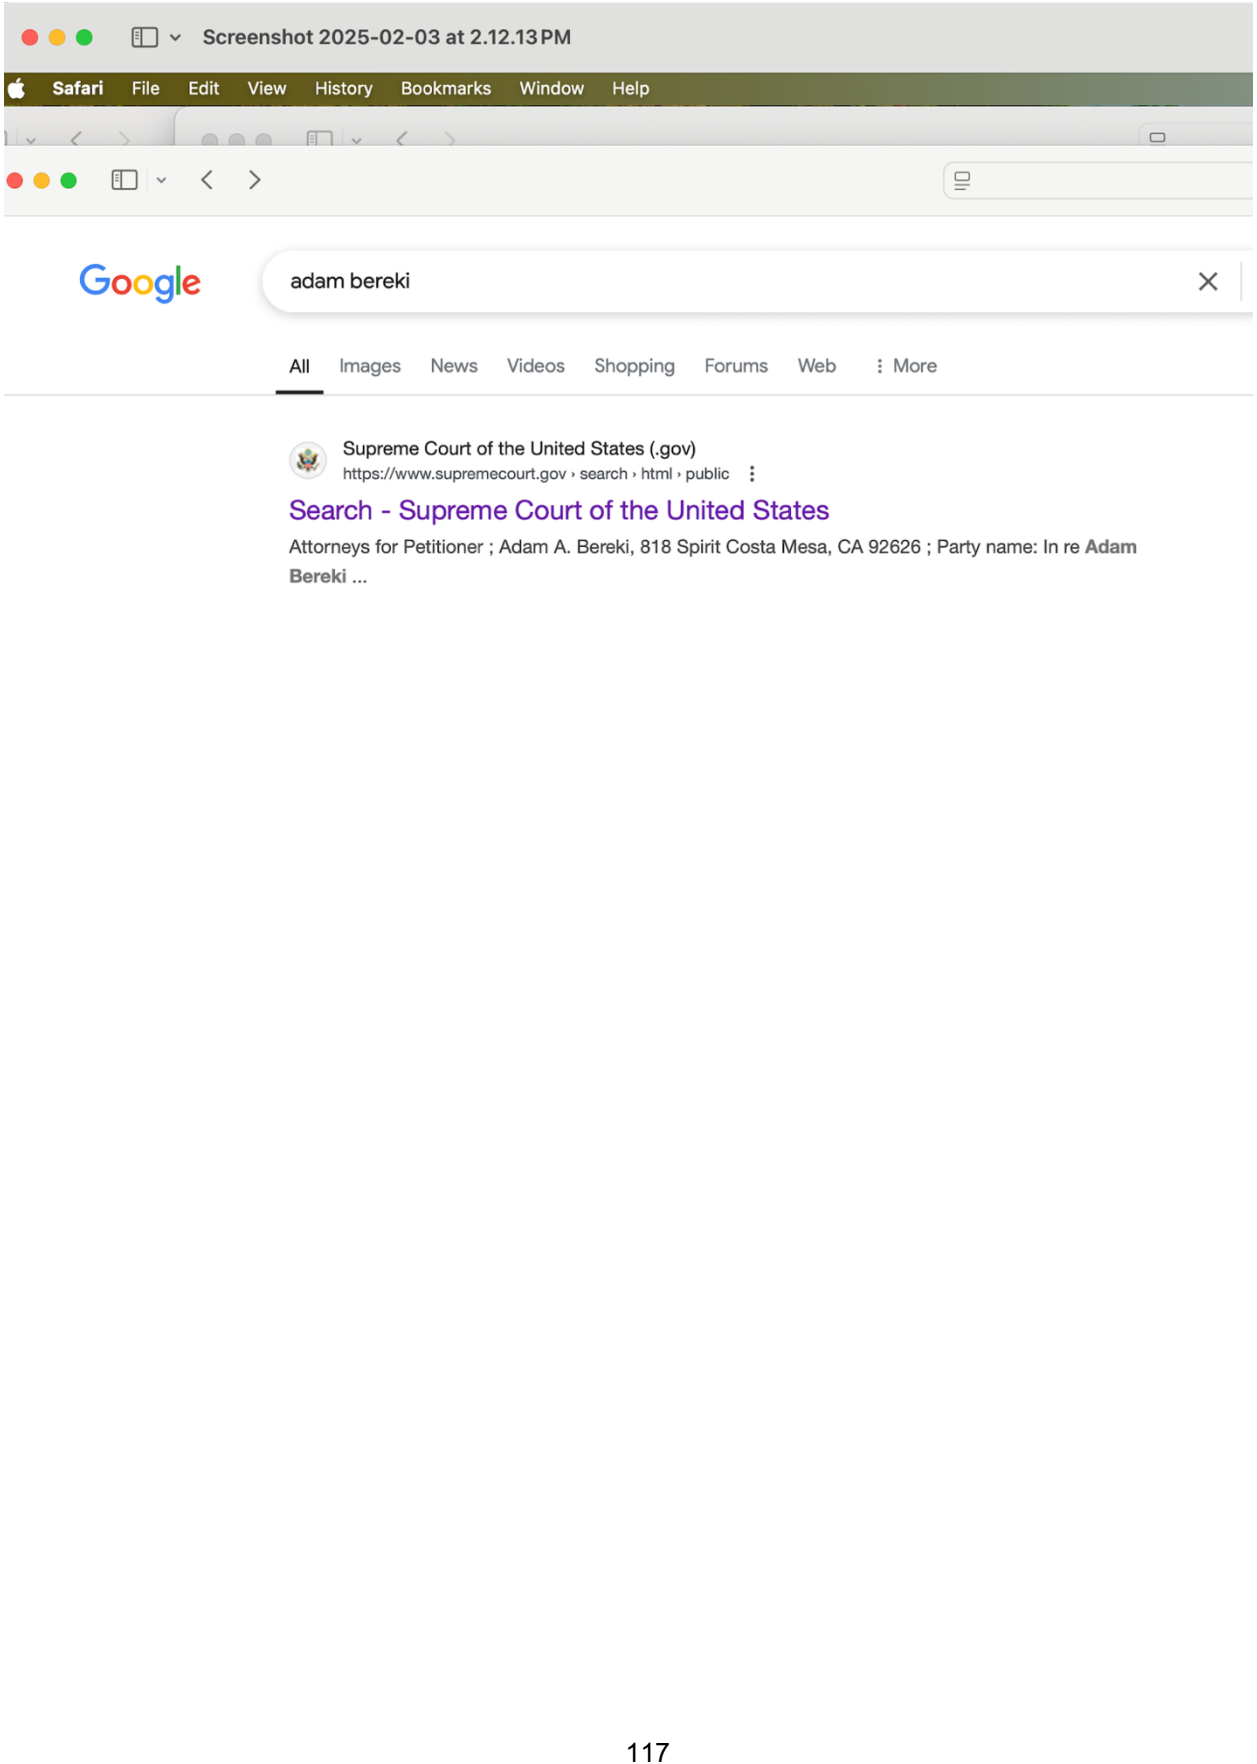 Screenshot 2025-02-03 at 2.12.13 PM
Safari File Edit View History Bookmarks Window Help
Google
adam bereki
All Images News Videos Shopping Forums Web More
Supreme Court of the United States (.gov)
https://www.supremecourt.gov › search › html › public
Search - Supreme Court of the United States
Attorneys for Petitioner ; Adam A. Bereki, 818 Spirit Costa Mesa, CA 92626 ; Party name: In re Adam
Bereki ...
117